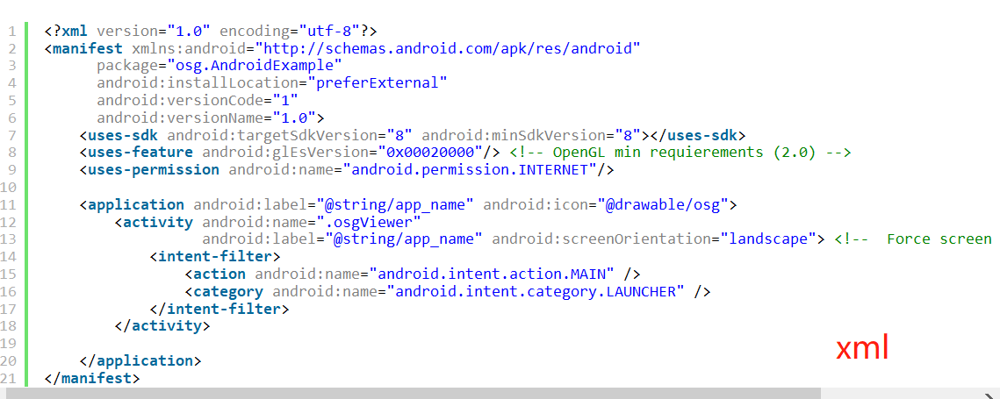 1 <?xml version="1.0" encoding="utf-8"?>
2 <manifest xmlns:android="http://schemas.android.com/apk/res/android"
3 package="osg.AndroidExample"
4 android:installLocation="preferExternal"
5 android:versionCode="1"
6 android:versionName="1.0">
7 <uses-sdk android:targetSdkVersion="8" android:minSdkVersion="8"></uses-sdk>
8 <uses-feature android:glEsVersion="0x00020000"/> <!-- OpenGL min requierements (2.0) -->
9 <uses-permission android:name="android.permission.INTERNET"/>
10
11 <application android:label="@string/app_name" android:icon="@drawable/osg">
12 <activity android:name=".osgViewer"
13 android:label="@string/app_name" android:screenOrientation="landscape"> <!-- Force screen
14 <intent-filter>
15 <action android:name="android.intent.action.MAIN" />
16 <category android:name="android.intent.category.LAUNCHER" />
17 </intent-filter>
18 </activity>
19
20 </application>
21 </manifest>
xml